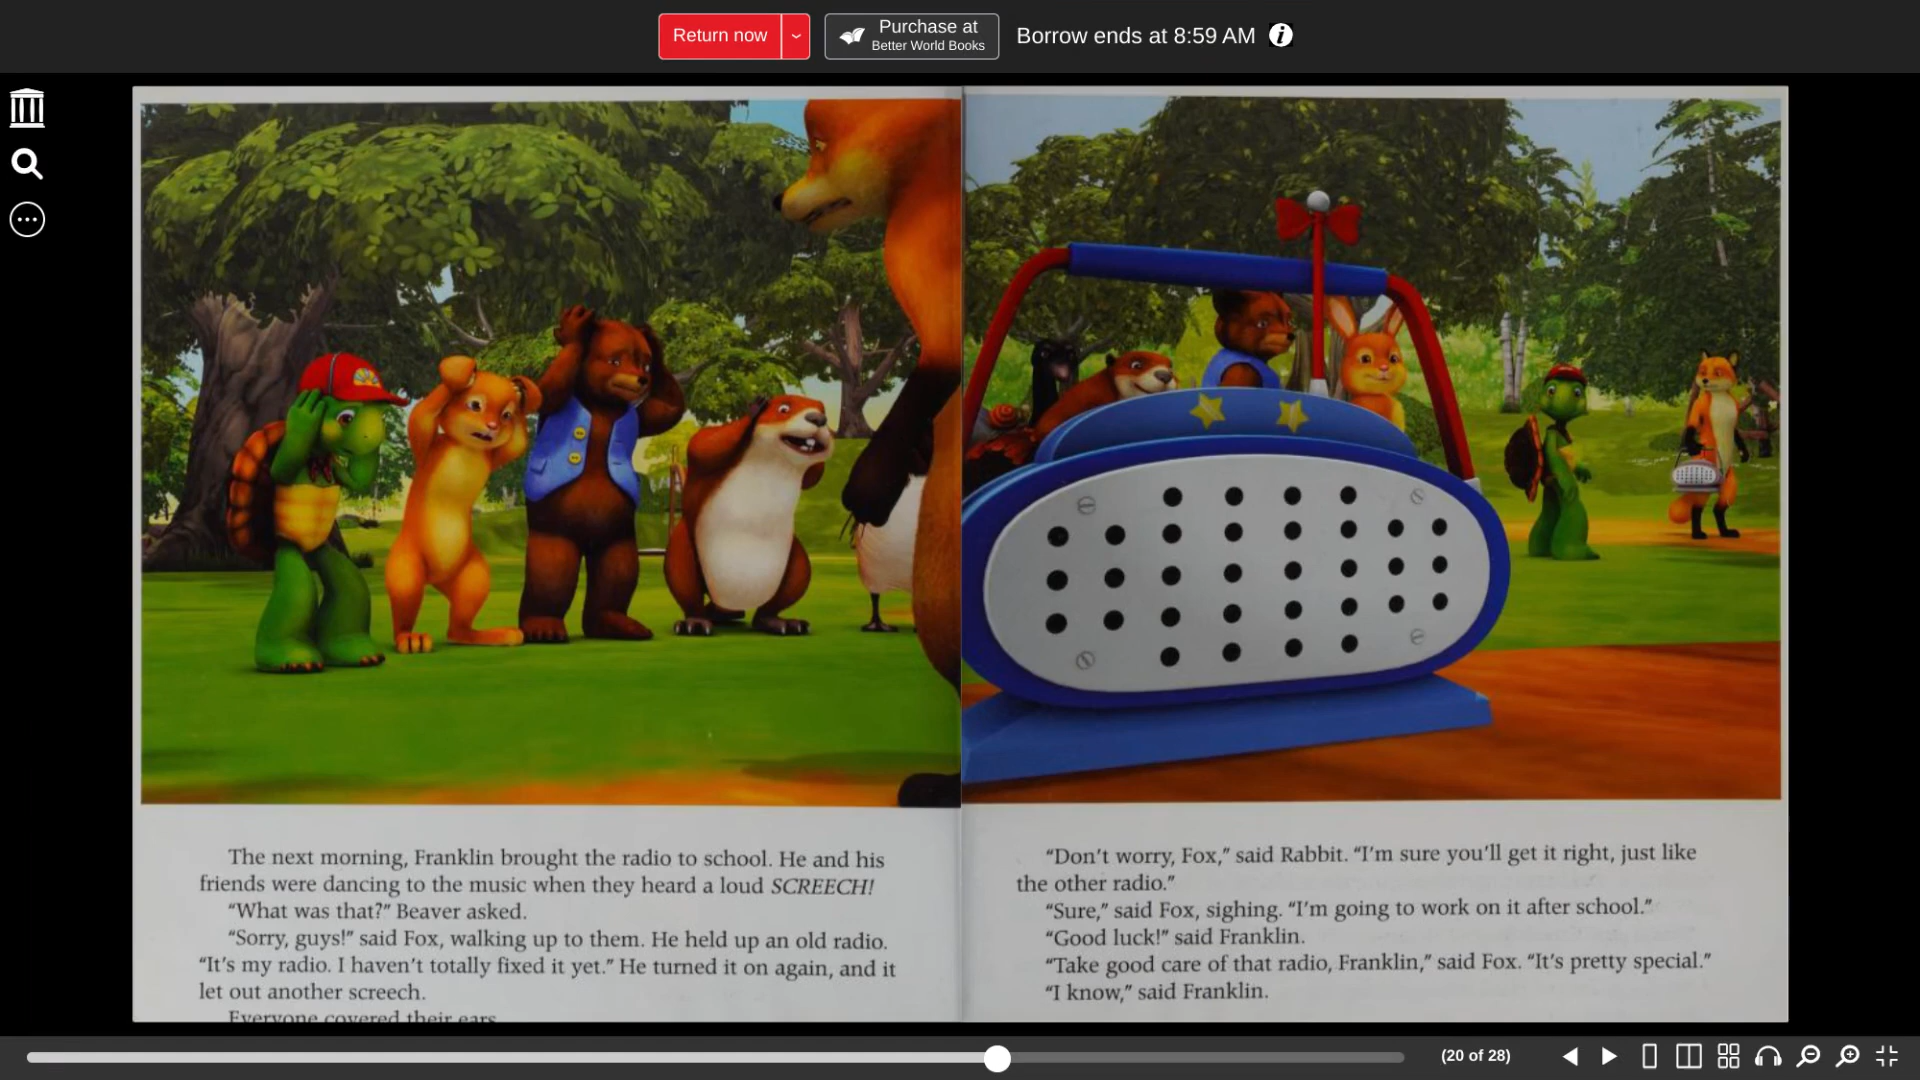 Return now
Purchase at
Better World Books
Borrow ends at 8:59 AM
The next morning, Franklin brought the radio to school. He and his
friends were dancing to the music when they heard a loud SCREECH!
“What was that?” Beaver asked.
“Sorry, guys!” said Fox, walking up to them. He held up an old radio.
“It’s my radio. I haven’t totally fixed it yet.” He turned it on again, and it
let out another screech.
Everyone covered their ears.
“Don’t worry, Fox,” said Rabbit. “I’m sure you’ll get it right, just like
the other radio.”
“Sure,” said Fox, sighing. “I’m going to work on it after school.”
“Good luck!” said Franklin.
“Take good care of that radio, Franklin,” said Fox. “It’s pretty special.”
“I know,” said Franklin.
(20 of 28)